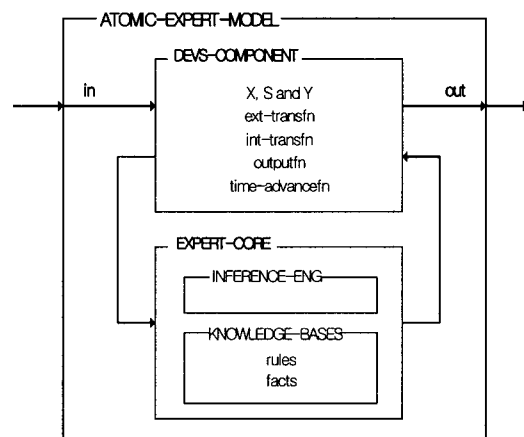 ATOMIC-EXPERT-MODEL
DEVS-COMPONENT
in
X, S and Y
out
ext-transfn
int-transfn
outputfn
time-advancefn
EXPERT-CORE
INFERENCE-ENG
KNOWLEDGE-BASES
rules
facts